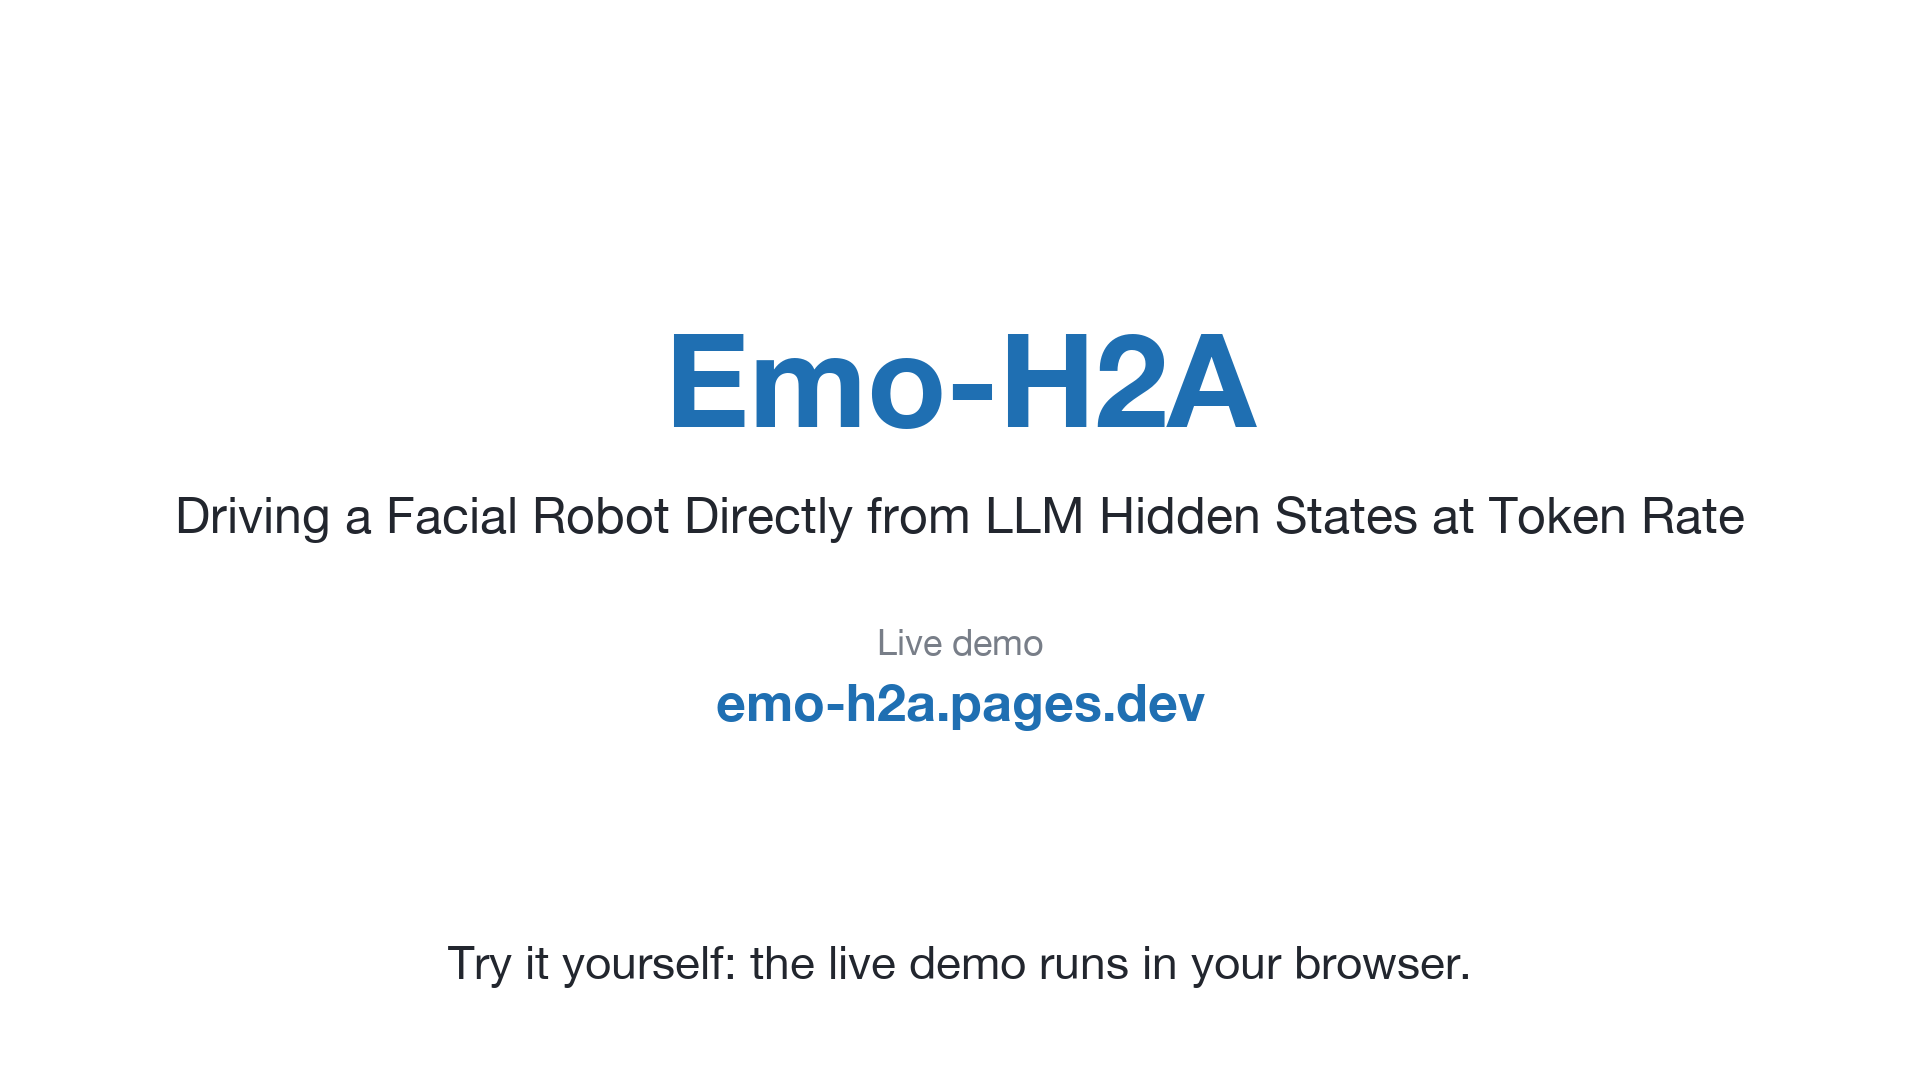 Emo-H2A
Driving a Facial Robot Directly from LLM Hidden States at Token Rate
Live demo
emo-h2a.pages.dev
Try it yourself: the live demo runs in your browser.